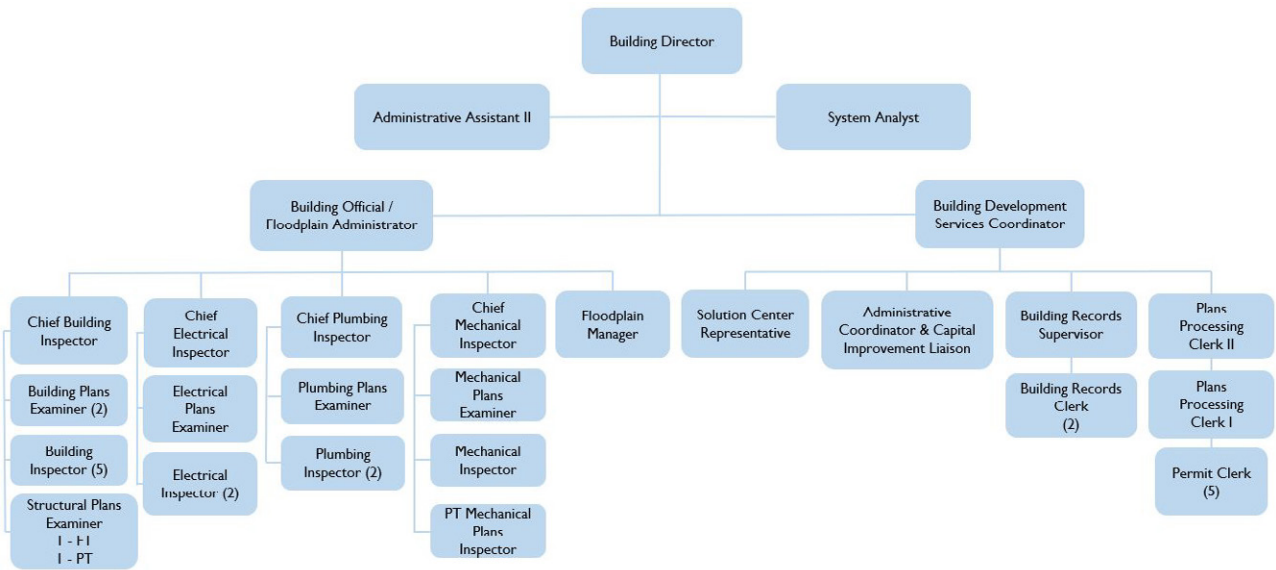 Building Director
Administrative Assistant II
System Analyst
Building Official /
Floodplain Administrator
Building Development
Services Coordinator
Chief Building
Inspector
Building Plans
Examiner (2)
Building
Inspector (5)
Structural Plans
Examiner
1 - FT
1 - PT
Chief
Electrical
Inspector
Electrical
Plans
Examiner
Electrical
Inspector (2)
Chief Plumbing
Inspector
Plumbing Plans
Examiner
Plumbing
Inspector (2)
Chief
Mechanical
Inspector
Mechanical
Plans
Examiner
Mechanical
Inspector
PT Mechanical
Plans
Inspector
Floodplain
Manager
Solution Center
Representative
Administrative
Coordinator & Capital
Improvement Liaison
Building Records
Supervisor
Building Records
Clerk
(2)
Plans
Processing
Clerk II
Plans
Processing
Clerk I
Permit Clerk
(5)